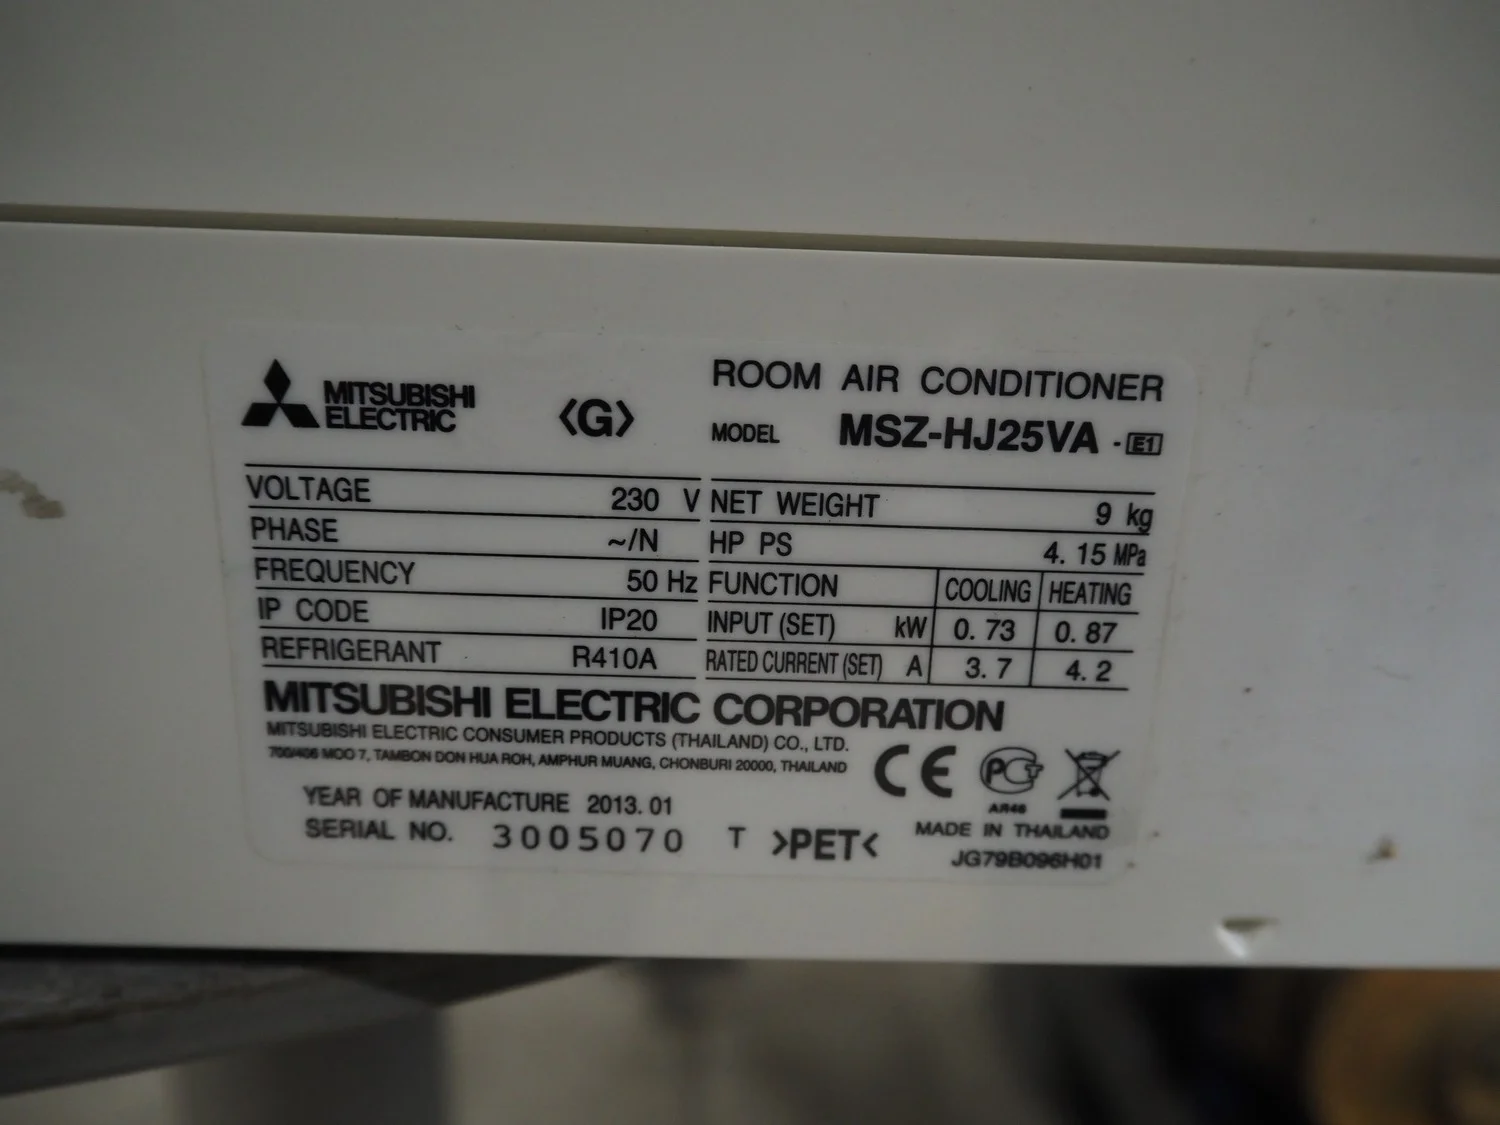 MITSUBISHI ELECTRIC
〈G〉
ROOM AIR CONDITIONER
MODEL MSZ-HJ25VA - E1
VOLTAGE 230 V
PHASE ~/N
FREQUENCY 50 Hz
IP CODE IP20
REFRIGERANT R410A
NET WEIGHT 9 kg
HP PS 4.15 MPa
FUNCTION COOLING HEATING
INPUT (SET) kW 0.73 0.87
RATED CURRENT (SET) A 3.7 4.2
MITSUBISHI ELECTRIC CORPORATION
MITSUBISHI ELECTRIC CONSUMER PRODUCTS (THAILAND) CO., LTD.
700/406 MOO 7, TAMBON DON HUA ROH, AMPHUR MUANG, CHONBURI 20000, THAILAND
CE
РСТ
АЯ46
YEAR OF MANUFACTURE 2013.01
SERIAL NO. 3005070 T >PET<
MADE IN THAILAND
JG79B096H01